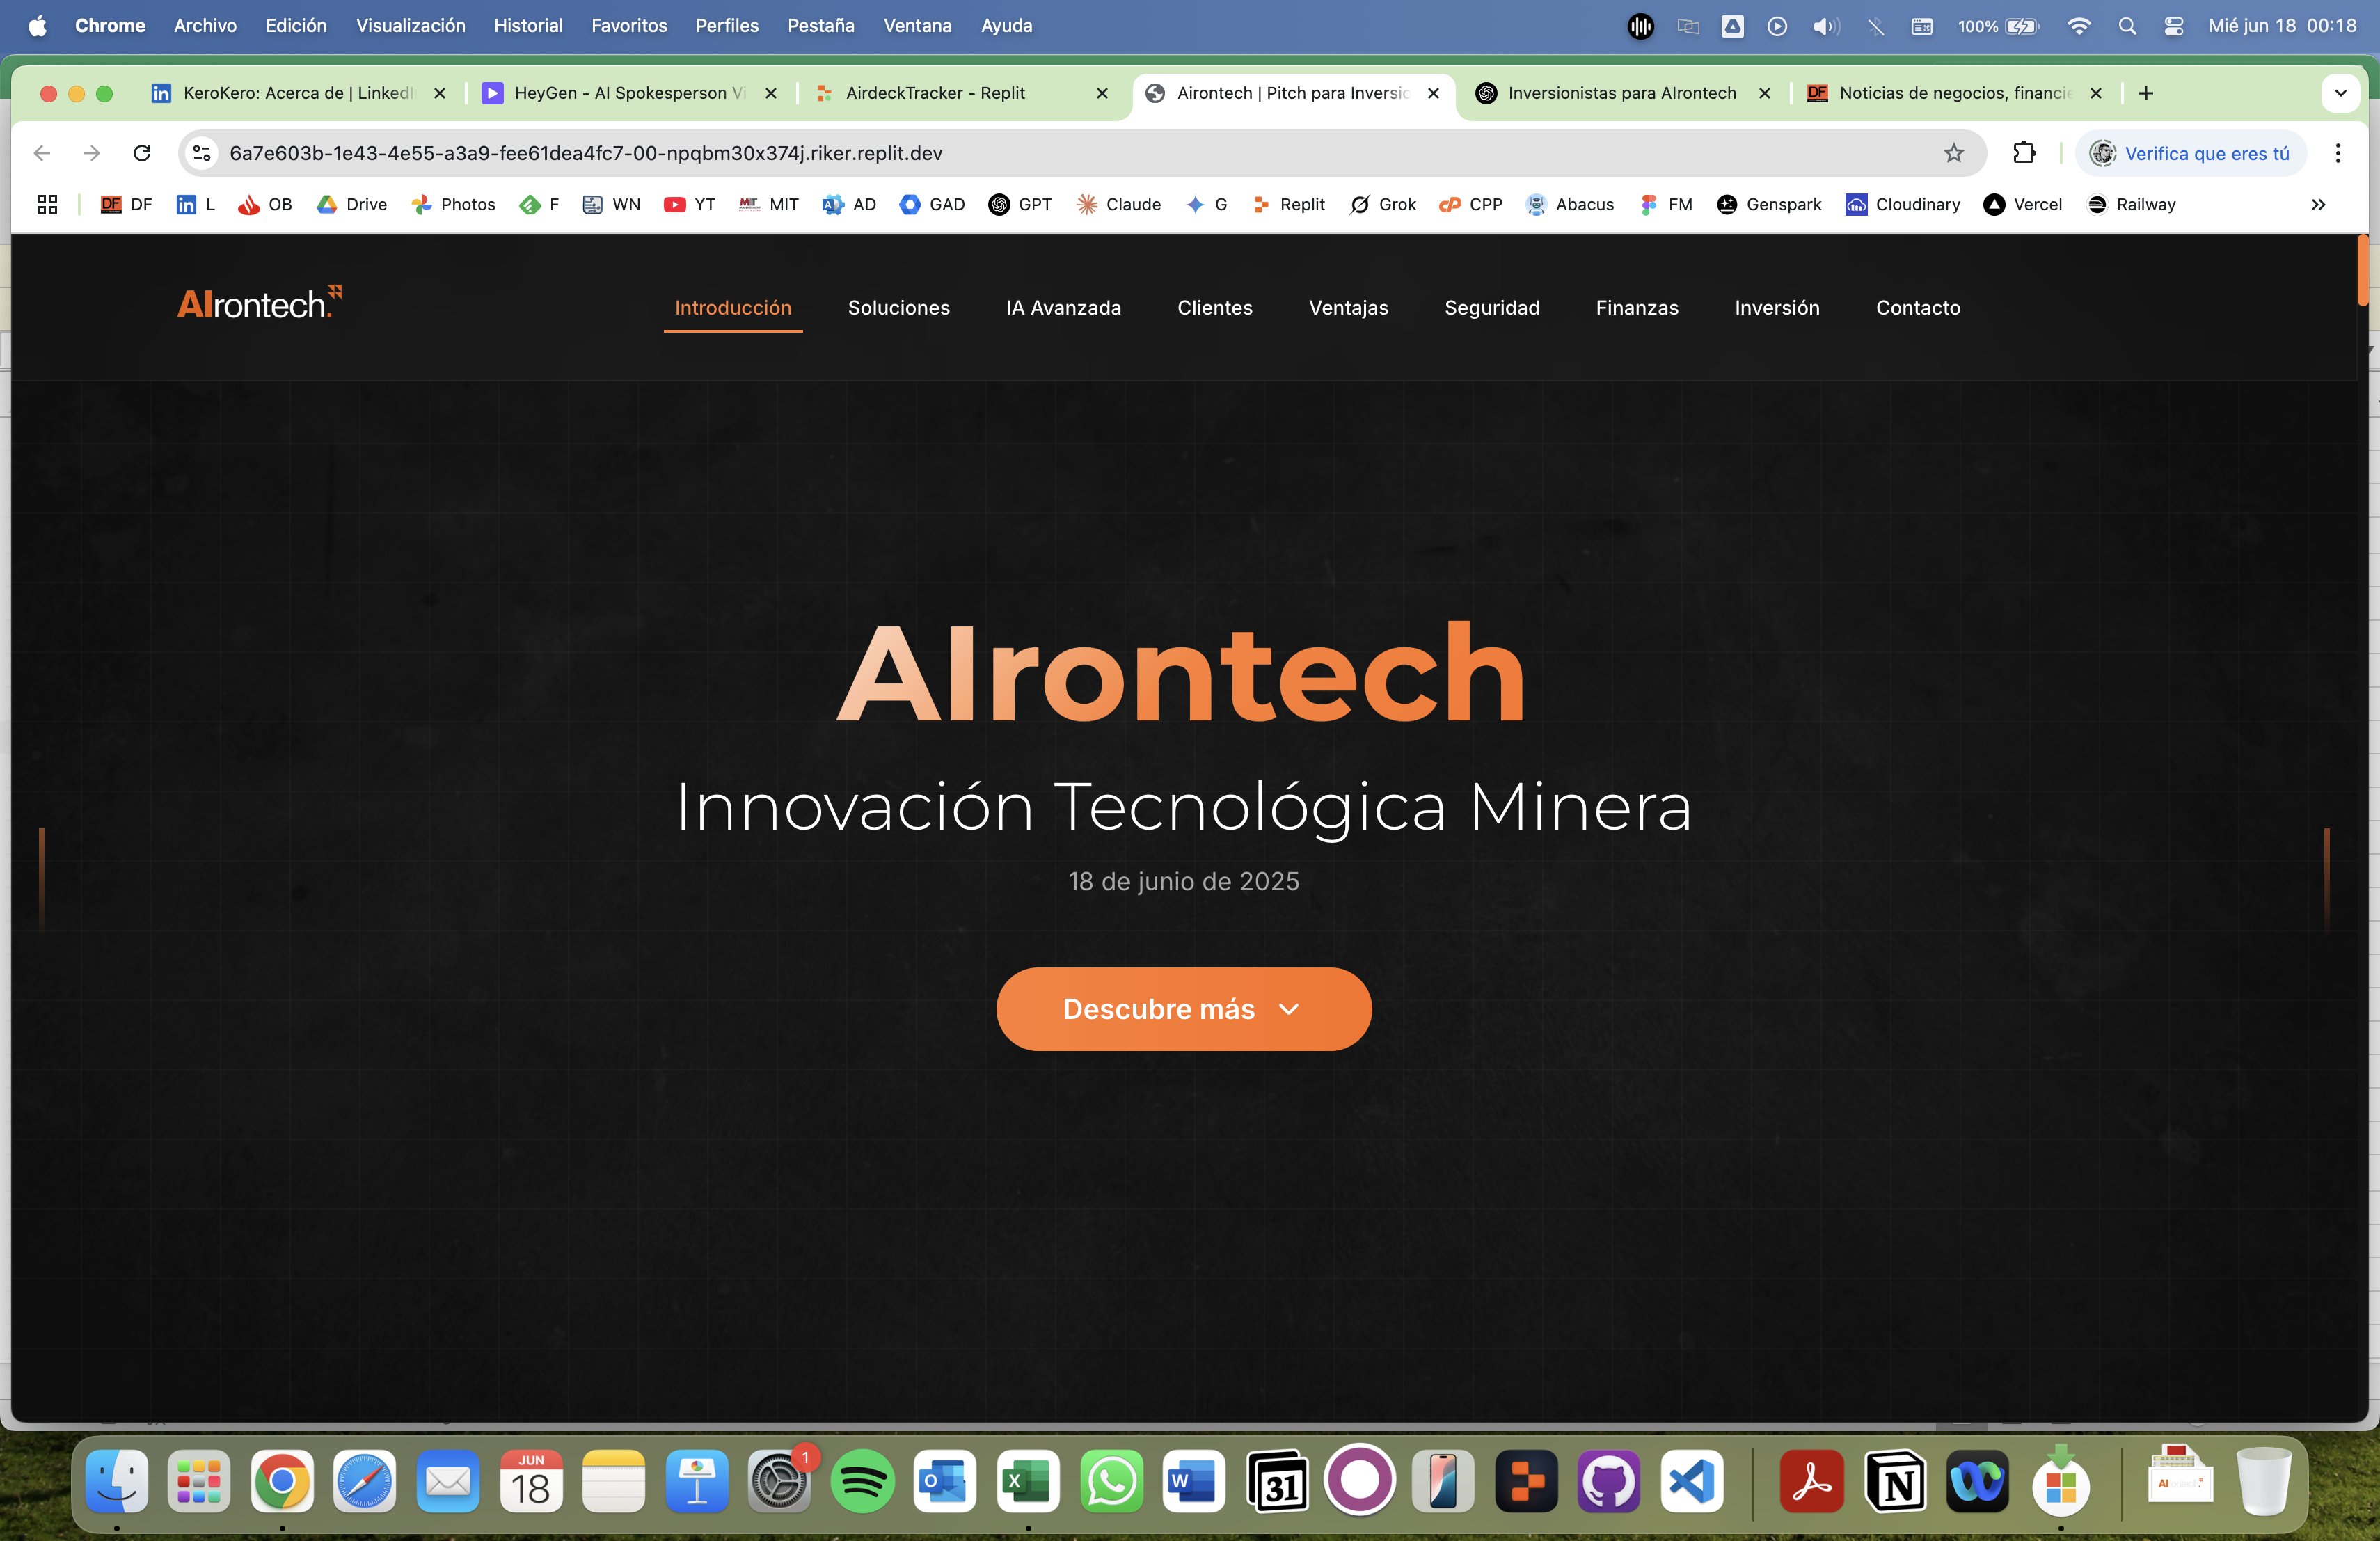 Chrome Archivo Edición Visualización Historial Favoritos Perfiles Pestaña Ventana Ayuda 100% Mié jun 18 00:18
KeroKero: Acerca de | LinkedI HeyGen - AI Spokesperson Vi AirdeckTracker - Replit Airontech | Pitch para Inversio Inversionistas para AIrontech DF Noticias de negocios, financie
6a7e603b-1e43-4e55-a3a9-fee61dea4fc7-00-npqbm30x374j.riker.replit.dev Verifica que eres tú
DF DF in L OB Drive Photos F WN YT MIT MIT AD GAD GPT Claude G Replit Grok CPP Abacus FM Genspark Cloudinary Vercel Railway
AIrontech. Introducción Soluciones IA Avanzada Clientes Ventajas Seguridad Finanzas Inversión Contacto
AIrontech
Innovación Tecnológica Minera
18 de junio de 2025
Descubre más
JUN
18
1
31